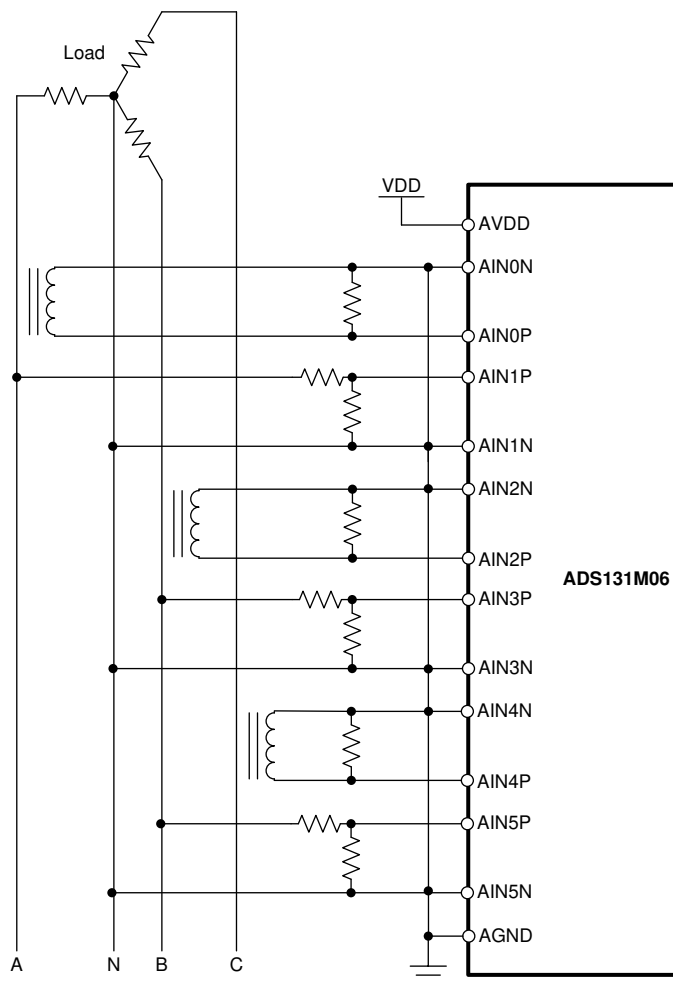 Load
VDD
AVDD
AIN0N
AIN0P
AIN1P
AIN1N
AIN2N
AIN2P
AIN3P
ADS131M06
AIN3N
AIN4N
AIN4P
AIN5P
AIN5N
AGND
A N B C